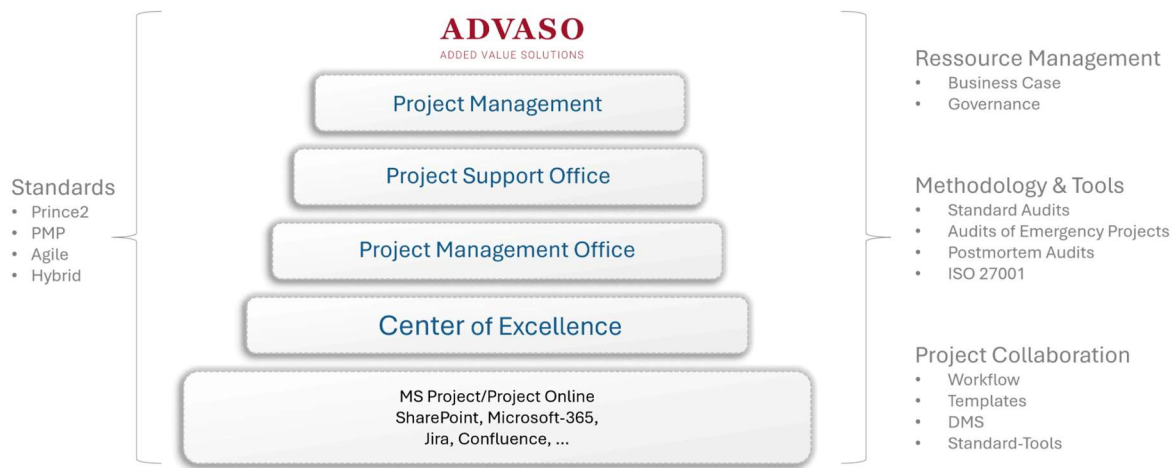 ADVASO
ADDED VALUE SOLUTIONS
Project Management
Project Support Office
Project Management Office
Center of Excellence
MS Project/Project Online
SharePoint, Microsoft-365,
Jira, Confluence, ...
Standards
• Prince2
• PMP
• Agile
• Hybrid
Ressource Management
• Business Case
• Governance
Methodology & Tools
• Standard Audits
• Audits of Emergency Projects
• Postmortem Audits
• ISO 27001
Project Collaboration
• Workflow
• Templates
• DMS
• Standard-Tools